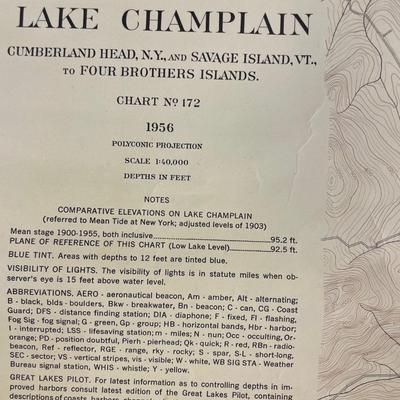 LAKE CHAMPLAIN
CUMBERLAND HEAD, N.Y., AND SAVAGE ISLAND, VT.,
TO FOUR BROTHERS ISLANDS.
CHART Nº 172
1956
POLYCONIC PROJECTION
SCALE 1:40,000
DEPTHS IN FEET
NOTES
COMPARATIVE ELEVATIONS ON LAKE CHAMPLAIN
(referred to Mean Tide at New York; adjusted levels of 1903)
Mean stage 1900-1955, both inclusive 95.2 ft.
PLANE OF REFERENCE OF THIS CHART (Low Lake Level) 92.5 ft.
BLUE TINT. Areas with depths to 12 feet are tinted blue.
VISIBILITY OF LIGHTS. The visibility of lights is in statute miles when ob-
server's eye is 15 feet above water level.
ABBREVIATIONS. AERO - aeronautical beacon, Am - amber, Alt - alternating;
B - black, blds - boulders, Bkw - breakwater, Bn - beacon; C - can, CG - Coast
Guard; DFS - distance finding station; DIA - diaphone; F - fixed, Fl - flashing,
Fog Sig - fog signal; G - green, Gp - group; HB - horizontal bands, Hbr - harbor;
I - interrupted; LSS - lifesaving station; m - miles; N - nun; Occ - occulting, Or-
orange; PD - position doubtful, Pierh - pierhead; Qk - quick; R - red, RBn - radio-
beacon, Ref - reflector, RGE - range, rky - rocky; S - spar, S-L - short-long,
SEC - sector; VS - vertical stripes, vis - visible; W - white, WB SIG STA - Weather
Bureau signal station, WHIS - whistle; Y - yellow.
GREAT LAKES PILOT. For latest information as to controlling depths in im-
proved harbors consult latest edition of the Great Lakes Pilot, containing
descriptions of coasts, harbors,